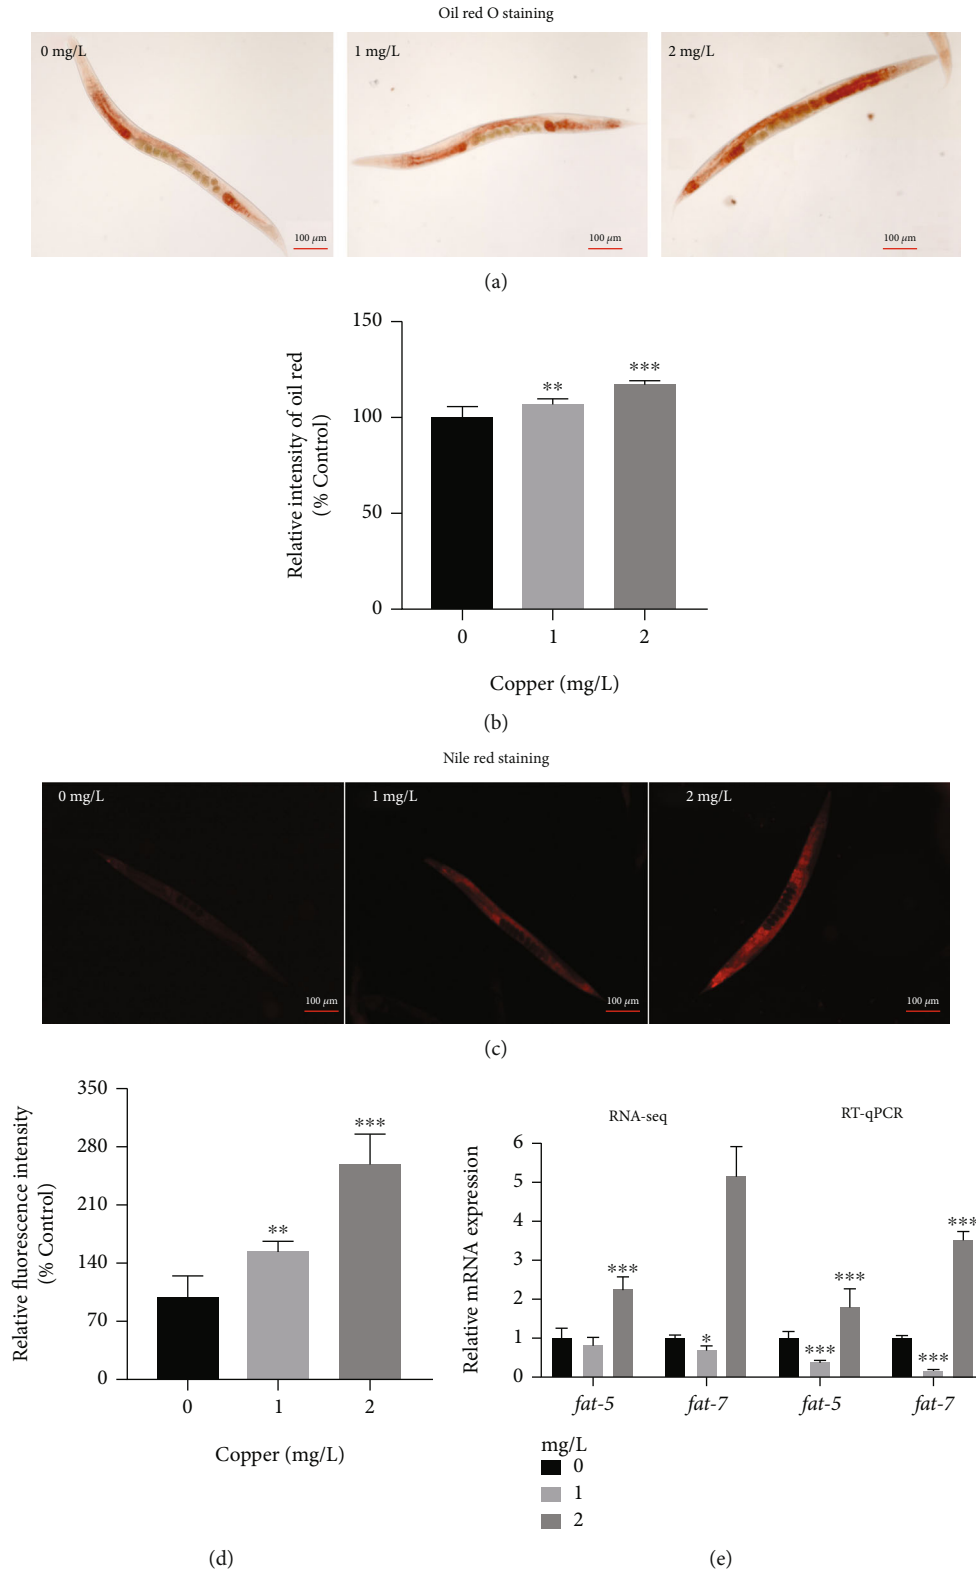 Oil red O staining
0 mg/L
1 mg/L
2 mg/L
100 μm
100 μm
100 μm
(a)
Relative intensity of oil red
(% Control)
150
100
50
0
**
***
0
1
2
Copper (mg/L)
(b)
Nile red staining
0 mg/L
1 mg/L
2 mg/L
100 μm
100 μm
100 μm
(c)
Relative fluorescence intensity
(% Control)
350
280
210
140
70
0
**
***
0
1
2
Copper (mg/L)
(d)
RNA-seq
RT-qPCR
Relative mRNA expression
6
5
4
3
2
1
0
***
*
***
***
***
***
fat-5
fat-7
fat-5
fat-7
mg/L
0
1
2
(e)